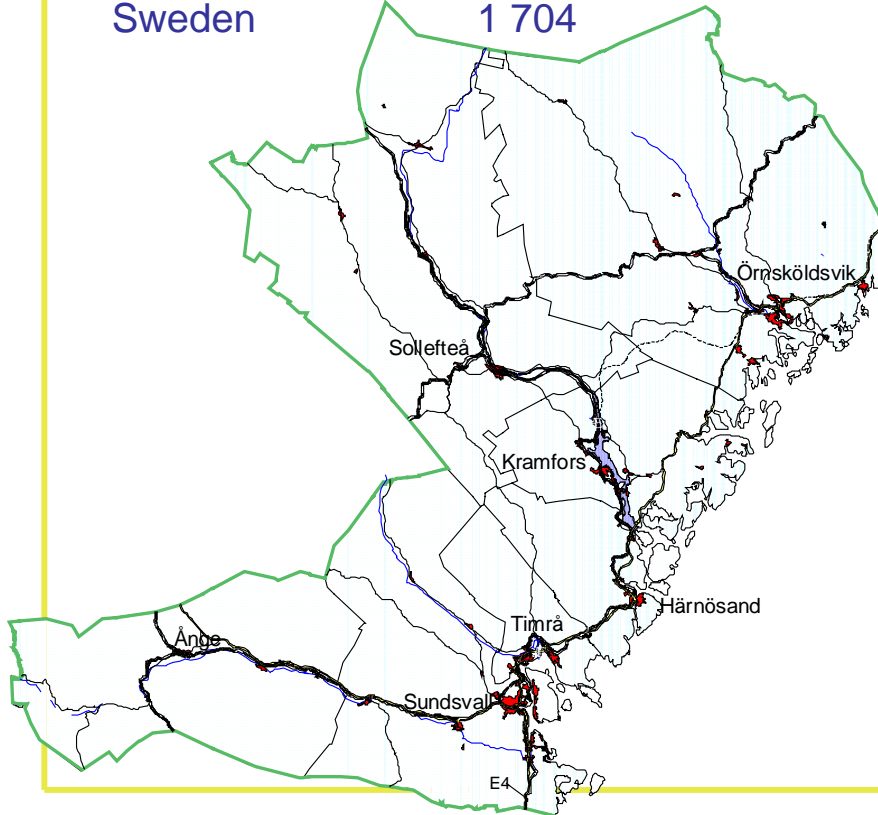 Sweden 1 704
Örnsköldsvik
Sollefteå
Kramfors
Härnösand
Timrå
Ånge
Sundsvall
E4